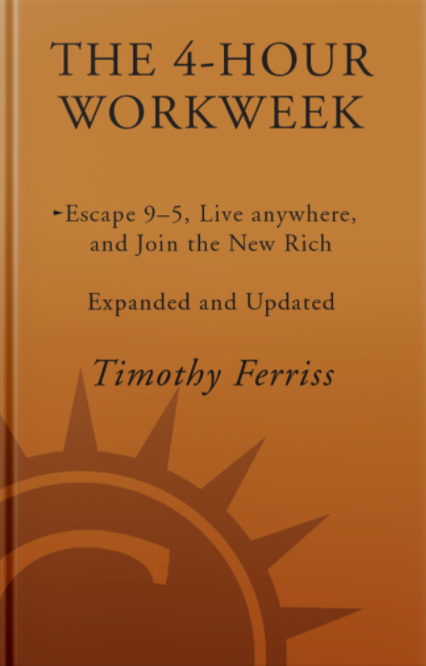 THE 4-HOUR
WORKWEEK
►Escape 9–5, Live anywhere,
and Join the New Rich
Expanded and Updated
Timothy Ferriss